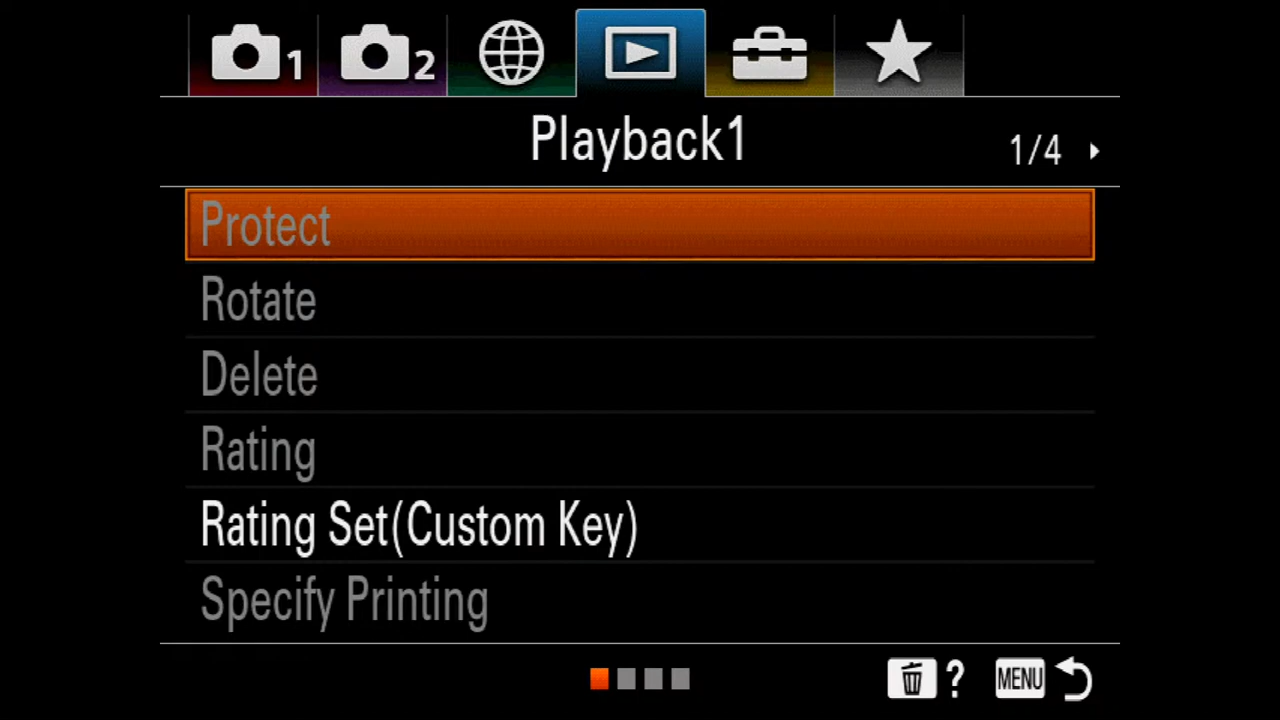 1 2
Playback1
1/4
Protect
Rotate
Delete
Rating
Rating Set(Custom Key)
Specify Printing
? MENU